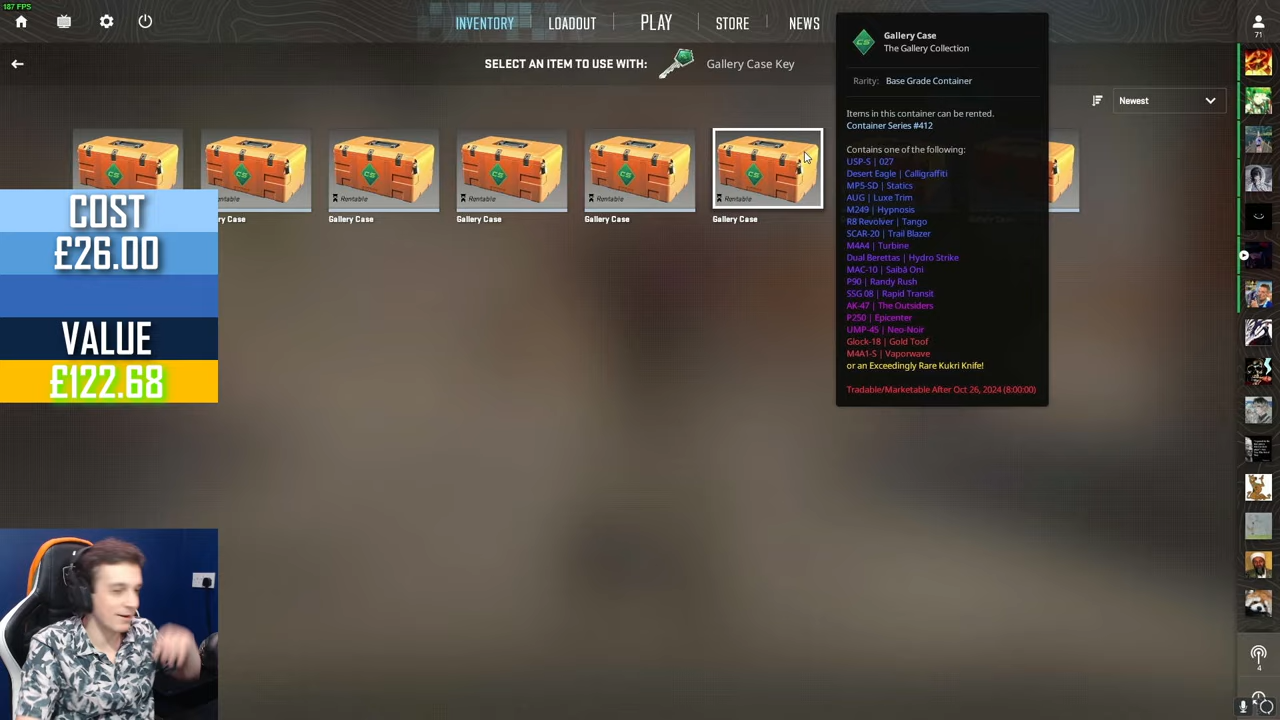 187 FPS
INVENTORY
LOADOUT
PLAY
STORE
NEWS
71
SELECT AN ITEM TO USE WITH:
Gallery Case Key
Newest
Gallery Case
The Gallery Collection
Rarity: Base Grade Container
Items in this container can be rented.
Container Series #412
Contains one of the following:
USP-S | 027
Desert Eagle | Calligraffiti
MP5-SD | Statics
AUG | Luxe Trim
M249 | Hypnosis
R8 Revolver | Tango
SCAR-20 | Trail Blazer
M4A4 | Turbine
Dual Berettas | Hydro Strike
MAC-10 | Saibā Oni
P90 | Randy Rush
SSG 08 | Rapid Transit
AK-47 | The Outsiders
P250 | Epicenter
UMP-45 | Neo-Noir
Glock-18 | Gold Toof
M4A1-S | Vaporwave
or an Exceedingly Rare Kukri Knife!
Tradable/Marketable After Oct 26, 2024 (8:00:00)
Rentable
Rentable
Rentable
Rentable
ry Case
Gallery Case
Gallery Case
Gallery Case
Gallery Case
COST
£26.00
VALUE
£122.68
4